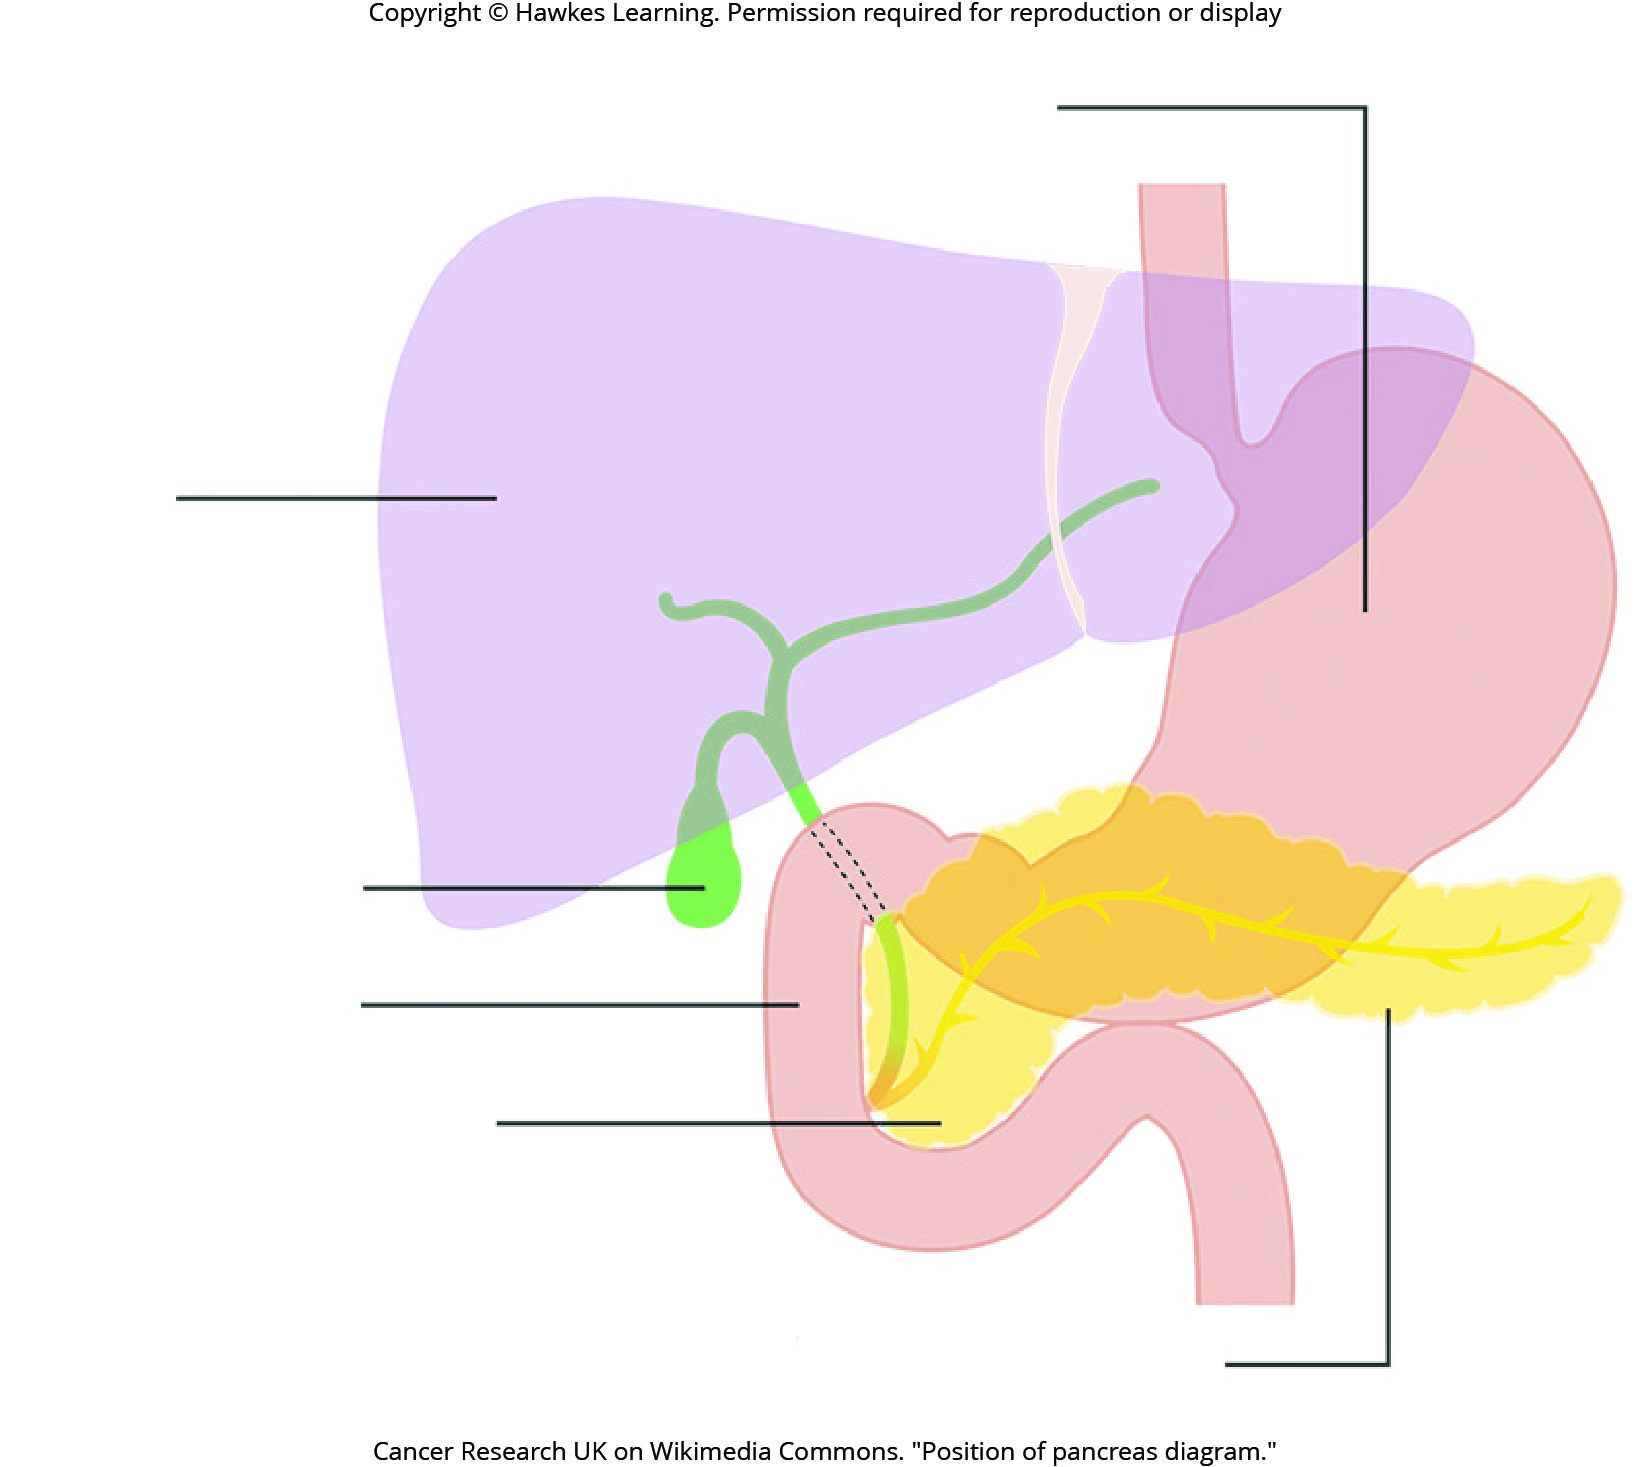 Copyright © Hawkes Learning. Permission required for reproduction or display
Cancer Research UK on Wikimedia Commons. "Position of pancreas diagram."